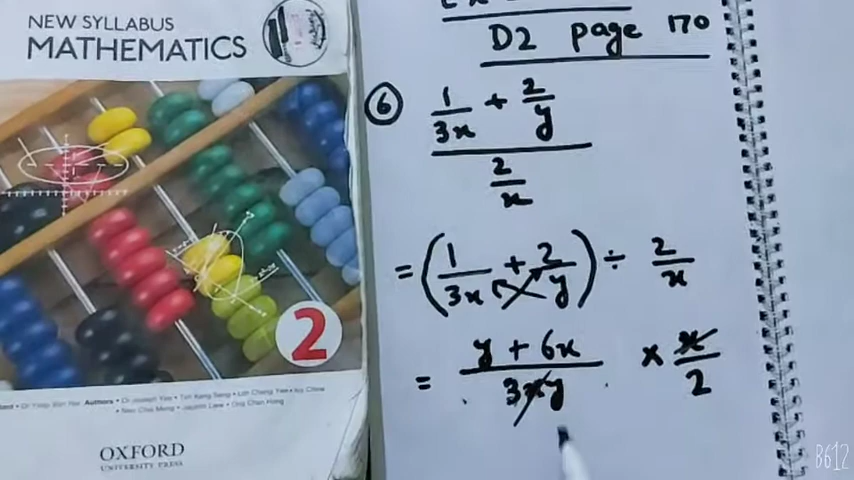 NEW SYLLABUS
MATHEMATICS
2
OXFORD
UNIVERSITY PRESS
D2 page 170
⑥ (1/3x + 2/y) / (2/x)
= (1/3x + 2/y) ÷ 2/x
= (y + 6x)/3xy × x/2
B612